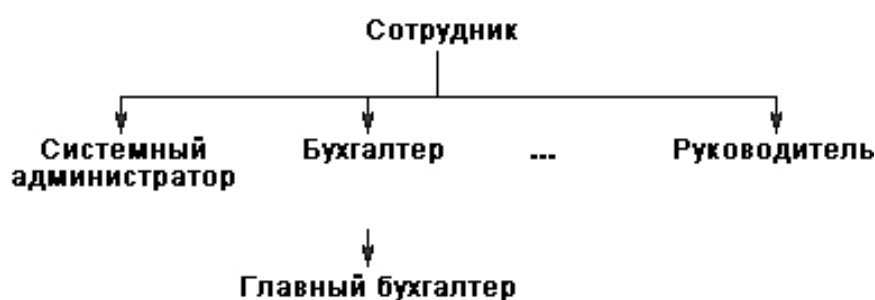 Сотрудник
Системный Бухгалтер ... Руководитель
администратор
Главный бухгалтер